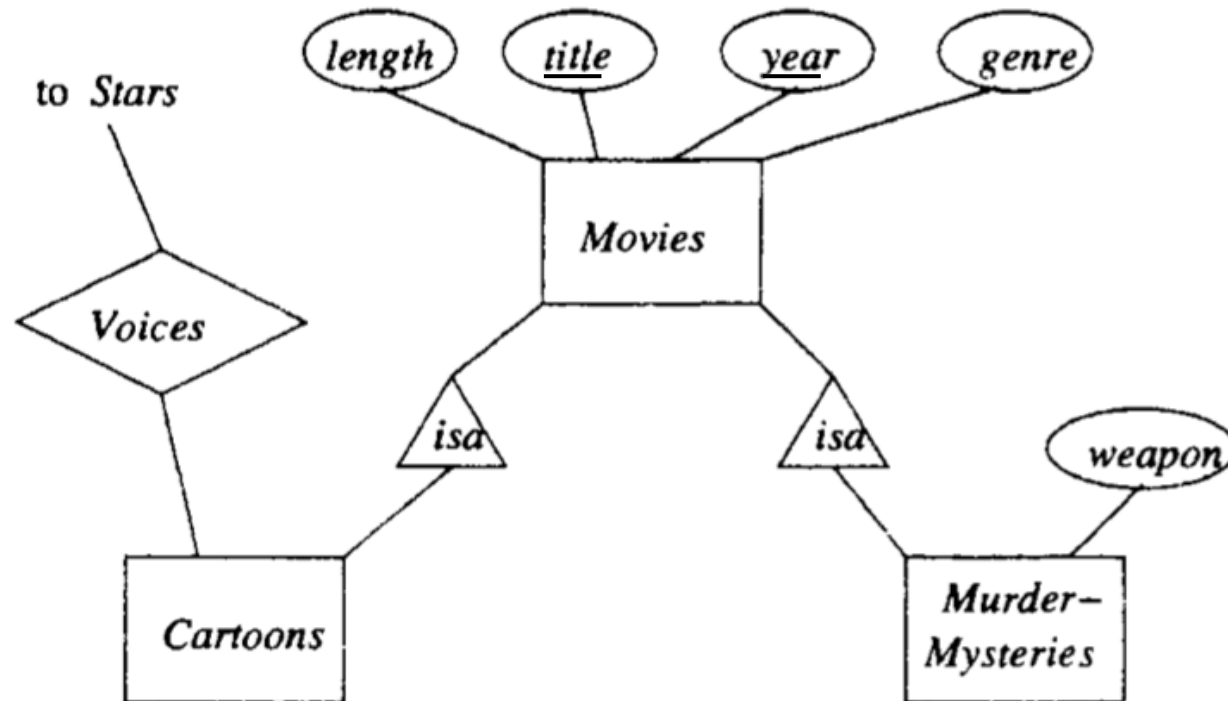 length
title
year
genre
to Stars
Movies
Voices
isa
isa
weapon
Cartoons
Murder–
Mysteries